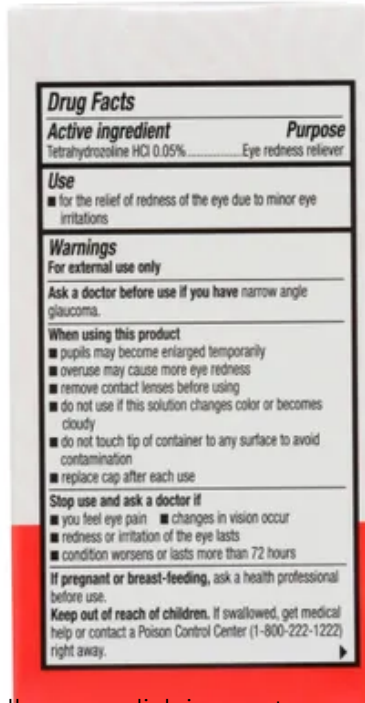 Drug Facts
Active ingredient Purpose
Tetrahydrozoline HCl 0.05%....................Eye redness reliever
Use
■ for the relief of redness of the eye due to minor eye
irritations
Warnings
For external use only
Ask a doctor before use if you have narrow angle
glaucoma.
When using this product
■ pupils may become enlarged temporarily
■ overuse may cause more eye redness
■ remove contact lenses before using
■ do not use if this solution changes color or becomes
cloudy
■ do not touch tip of container to any surface to avoid
contamination
■ replace cap after each use
Stop use and ask a doctor if
■ you feel eye pain ■ changes in vision occur
■ redness or irritation of the eye lasts
■ condition worsens or lasts more than 72 hours
If pregnant or breast-feeding, ask a health professional
before use.
Keep out of reach of children. If swallowed, get medical
help or contact a Poison Control Center (1-800-222-1222)
right away.